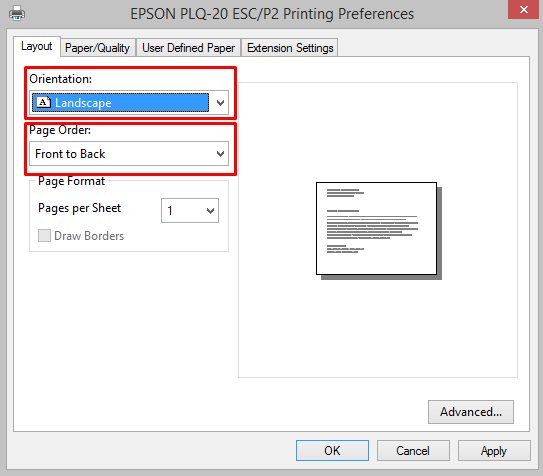 EPSON PLQ-20 ESC/P2 Printing Preferences
Layout Paper/Quality User Defined Paper Extension Settings
Orientation:
A Landscape
Page Order:
Front to Back
Page Format
Pages per Sheet 1
Draw Borders
Advanced...
OK Cancel Apply